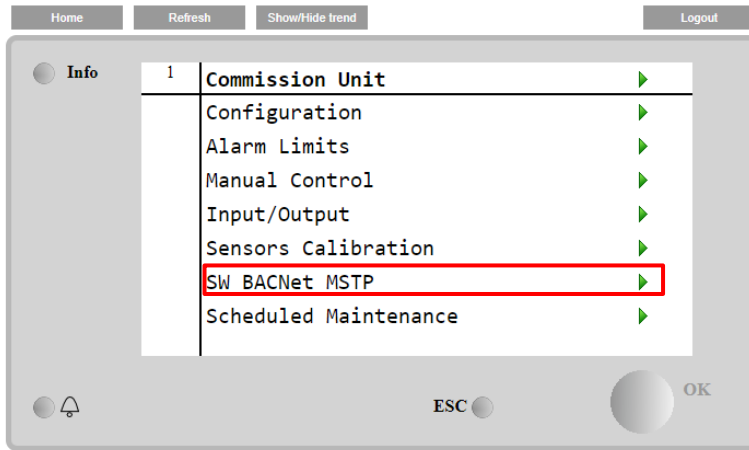 Home Refresh Show/Hide trend Logout
Info
1 Commission Unit
Configuration
Alarm Limits
Manual Control
Input/Output
Sensors Calibration
SW BACNet MSTP
Scheduled Maintenance
ESC OK